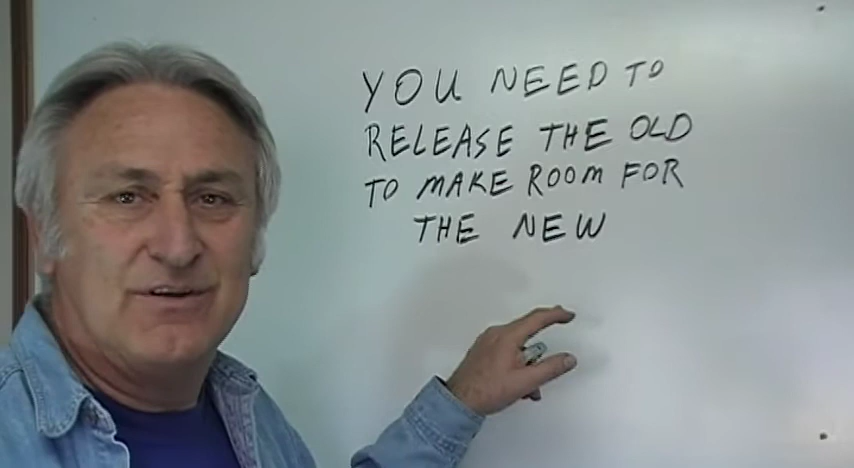 YOU NEED TO
RELEASE THE OLD
TO MAKE ROOM FOR
THE NEW